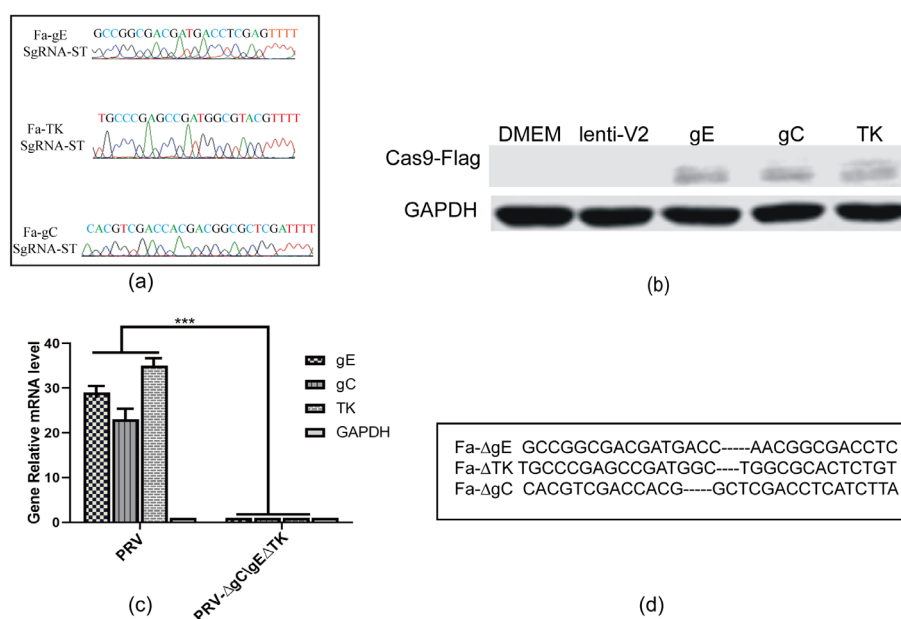 Fa-gE
SgRNA-ST
GCCGGCGACGATGACCTCGAGTTTT
Fa-TK
SgRNA-ST
TGCCCGAGCCGATGGCGTACGTTTT
Fa-gC
SgRNA-ST
CACGTCGACCACGACGGCGCTCGATTTT
(a)
DMEM lenti-V2 gE gC TK
Cas9-Flag
GAPDH
(b)
Gene Relative mRNA level
40
30
20
10
0
***
gE
gC
TK
GAPDH
PRV
PRV-ΔgC\gEΔTK
(c)
Fa-ΔgE GCCGGCGACGATGACC-----AACGGCGACCTC
Fa-ΔTK TGCCCGAGCCGATGGC----TGGCGCACTCTGT
Fa-ΔgC CACGTCGACCACG-----GCTCGACCTCATCTTA
(d)